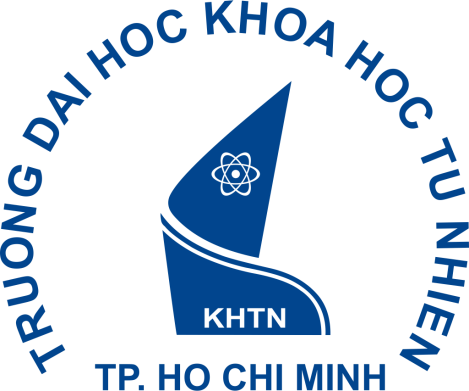 TRUONG DAI HOC KHOA HOC TU NHIEN
KHTN
TP. HO CHI MINH